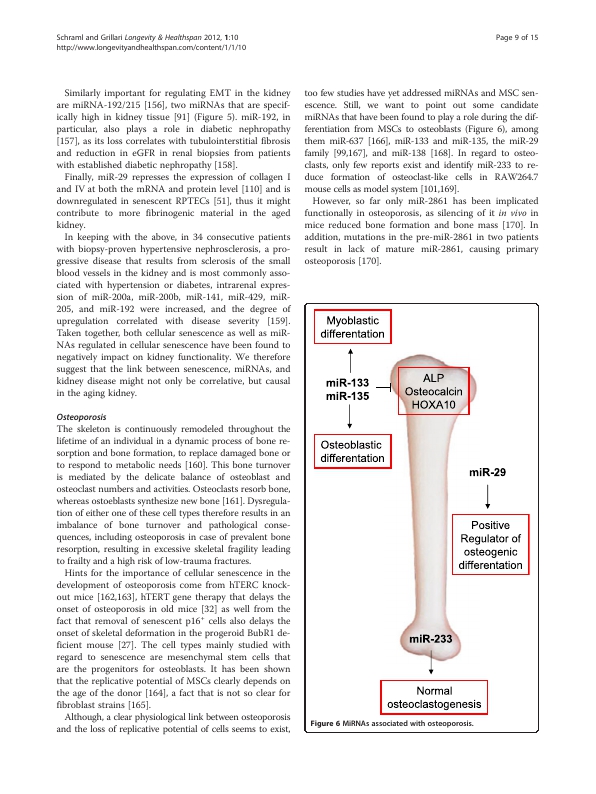 Schraml and Grillari Longevity & Healthspan 2012, 1:10
http://www.longevityandhealthspan.com/content/1/1/10
Page 9 of 15
Similarly important for regulating EMT in the kidney
are miRNA-192/215 [156], two miRNAs that are specif-
ically high in kidney tissue [91] (Figure 5). miR-192, in
particular, also plays a role in diabetic nephropathy
[157], as its loss correlates with tubulointerstitial fibrosis
and reduction in eGFR in renal biopsies from patients
with established diabetic nephropathy [158].
Finally, miR-29 represses the expression of collagen I
and IV at both the mRNA and protein level [110] and is
downregulated in senescent RPTECs [51], thus it might
contribute to more fibrinogenic material in the aged
kidney.
In keeping with the above, in 34 consecutive patients
with biopsy-proven hypertensive nephrosclerosis, a pro-
gressive disease that results from sclerosis of the small
blood vessels in the kidney and is most commonly asso-
ciated with hypertension or diabetes, intrarenal expres-
sion of miR-200a, miR-200b, miR-141, miR-429, miR-
205, and miR-192 were increased, and the degree of
upregulation correlated with disease severity [159].
Taken together, both cellular senescence as well as miR-
NAs regulated in cellular senescence have been found to
negatively impact on kidney functionality. We therefore
suggest that the link between senescence, miRNAs, and
kidney disease might not only be correlative, but causal
in the aging kidney.
Osteoporosis
The skeleton is continuously remodeled throughout the
lifetime of an individual in a dynamic process of bone re-
sorption and bone formation, to replace damaged bone or
to respond to metabolic needs [160]. This bone turnover
is mediated by the delicate balance of osteoblast and
osteoclast numbers and activities. Osteoclasts resorb bone,
whereas ostoeblasts synthesize new bone [161]. Dysregula-
tion of either one of these cell types therefore results in an
imbalance of bone turnover and pathological conse-
quences, including osteoporosis in case of prevalent bone
resorption, resulting in excessive skeletal fragility leading
to frailty and a high risk of low-trauma fractures.
Hints for the importance of cellular senescence in the
development of osteoporosis come from hTERC knock-
out mice [162,163], hTERT gene therapy that delays the
onset of osteoporosis in old mice [32] as well from the
fact that removal of senescent p16+ cells also delays the
onset of skeletal deformation in the progeroid BubR1 de-
ficient mouse [27]. The cell types mainly studied with
regard to senescence are mesenchymal stem cells that
are the progenitors for osteoblasts. It has been shown
that the replicative potential of MSCs clearly depends on
the age of the donor [164], a fact that is not so clear for
fibroblast strains [165].
Although, a clear physiological link between osteoporosis
and the loss of replicative potential of cells seems to exist,
too few studies have yet addressed miRNAs and MSC sen-
escence. Still, we want to point out some candidate
miRNAs that have been found to play a role during the dif-
ferentiation from MSCs to osteoblasts (Figure 6), among
them miR-637 [166], miR-133 and miR-135, the miR-29
family [99,167], and miR-138 [168]. In regard to osteo-
clasts, only few reports exist and identify miR-233 to re-
duce formation of osteoclast-like cells in RAW264.7
mouse cells as model system [101,169].
However, so far only miR-2861 has been implicated
functionally in osteoporosis, as silencing of it in vivo in
mice reduced bone formation and bone mass [170]. In
addition, mutations in the pre-miR-2861 in two patients
result in lack of mature miR-2861, causing primary
osteoporosis [170].
Myoblastic
differentiation
miR-133
miR-135
ALP
Osteocalcin
HOXA10
Osteoblastic
differentiation
miR-29
Positive
Regulator of
osteogenic
differentiation
miR-233
Normal
osteoclastogenesis
Figure 6 MiRNAs associated with osteoporosis.